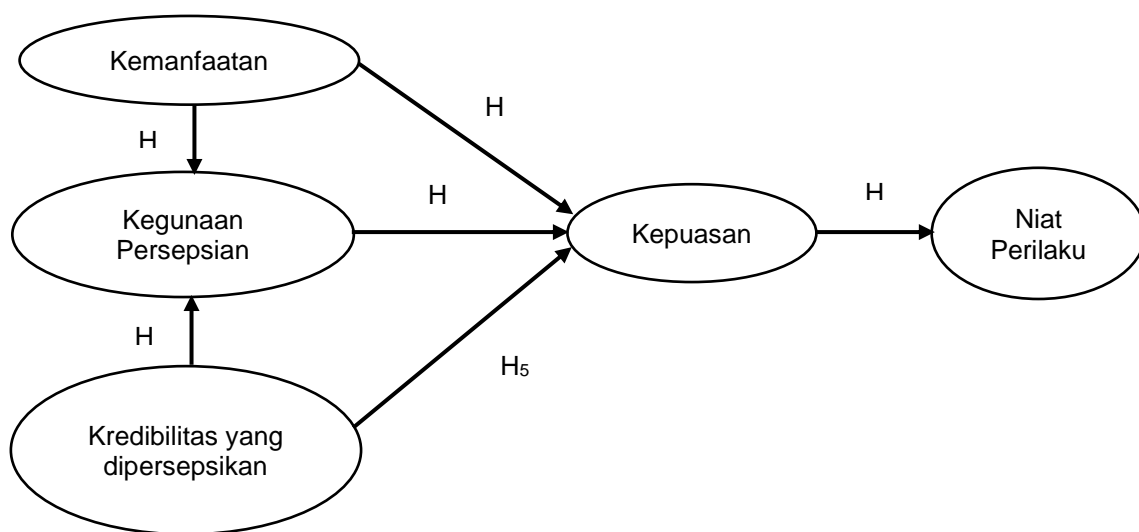 Kemanfaatan
H
H
Kegunaan
Persepsian
H
Kepuasan
H
Niat
Perilaku
H
H₅
Kredibilitas yang
dipersepsikan